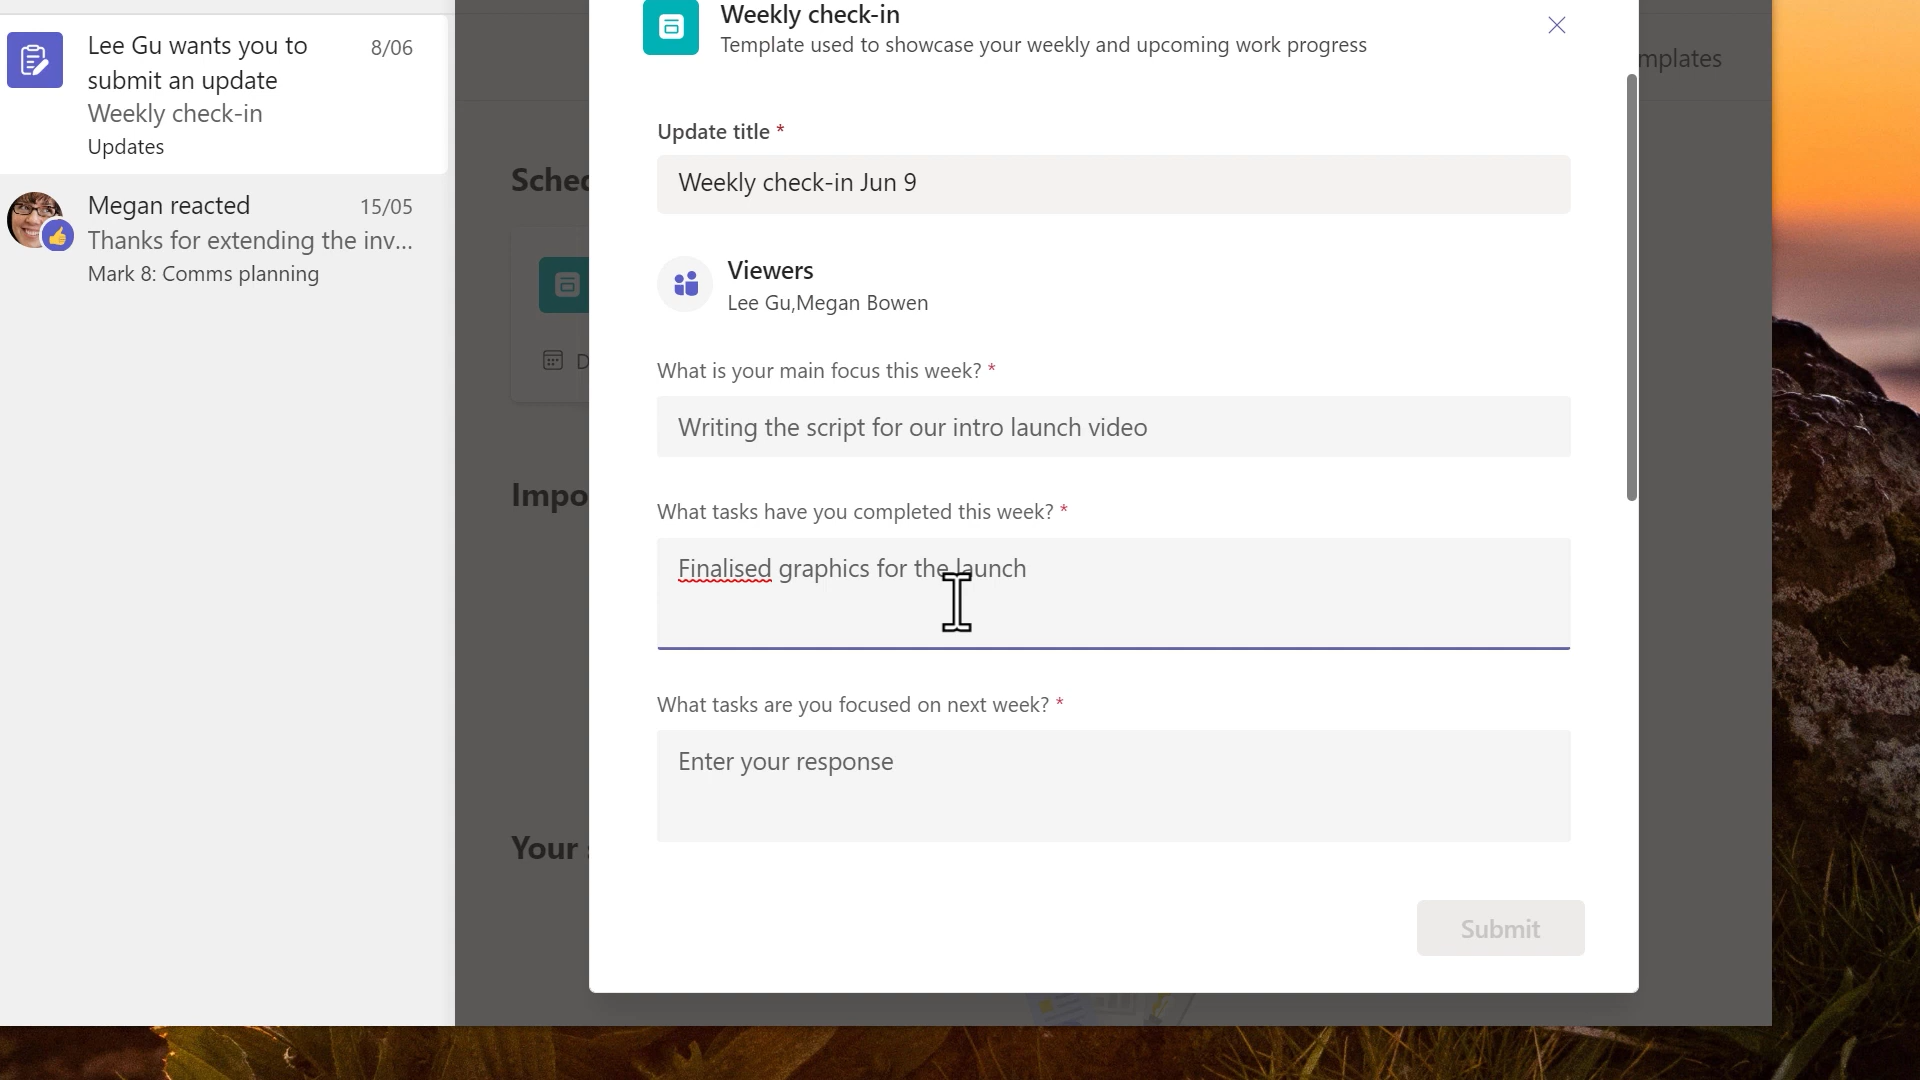 Lee Gu wants you to
submit an update
8/06
Weekly check-in
Updates
Megan reacted
15/05
Thanks for extending the inv...
Mark 8: Comms planning
Sched
D
Impo
Your
mplates
Weekly check-in
Template used to showcase your weekly and upcoming work progress
Update title *
Weekly check-in Jun 9
Viewers
Lee Gu,Megan Bowen
What is your main focus this week? *
Writing the script for our intro launch video
What tasks have you completed this week? *
Finalised graphics for the launch
What tasks are you focused on next week? *
Enter your response
Submit